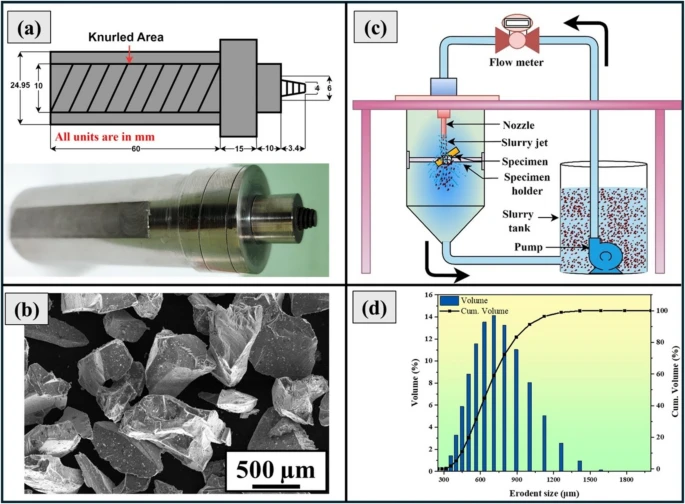 (a)
Knurled Area
24.95
10
4
6
All units are in mm
60
15
10
3.4
(b)
500 μm
(c)
Flow meter
Nozzle
Slurry jet
Specimen
Specimen
holder
Slurry
tank
Pump
(d)
Volume
Cum. Volume
Volume (%)
16
14
12
10
8
6
4
2
0
300
600
900
1200
1500
1800
Erodent size (μm)
100
80
60
40
20
0
Cum. Volume (%)